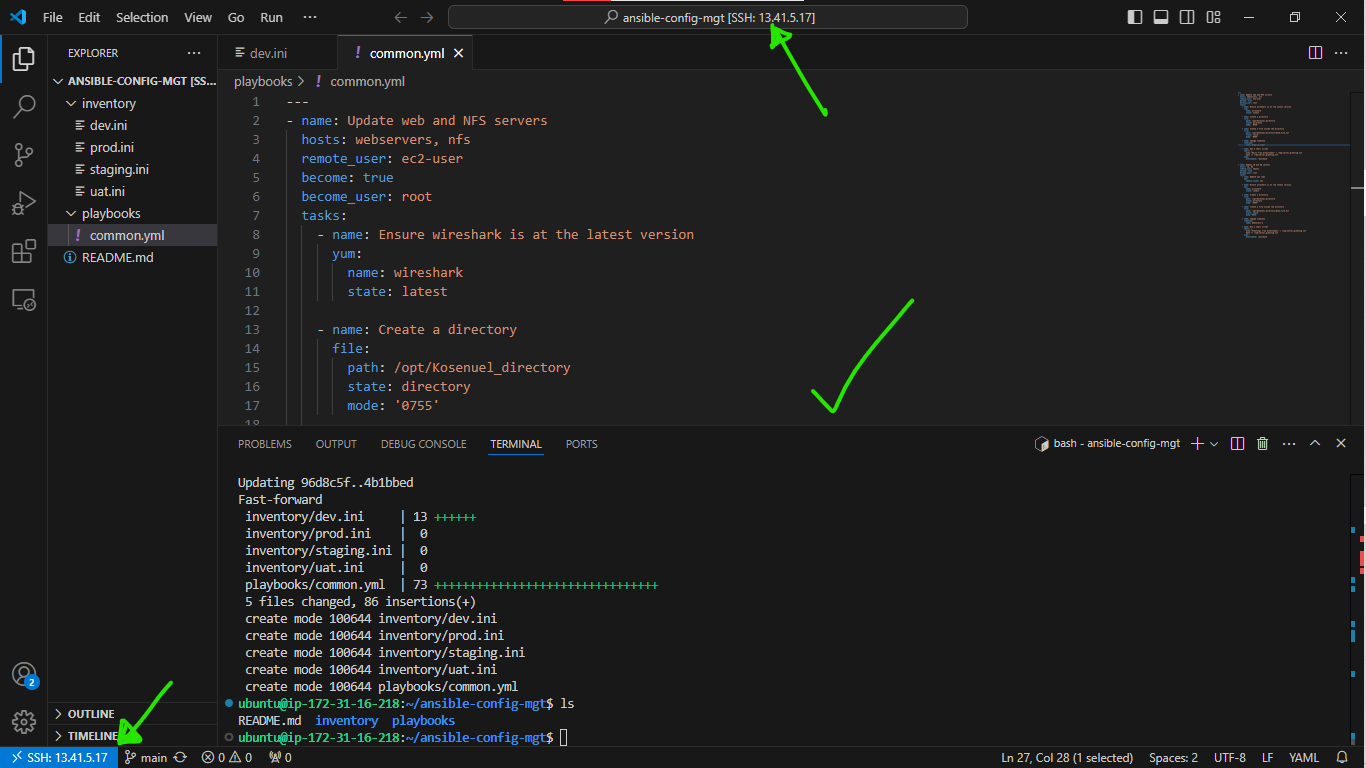 File Edit Selection View Go Run ···
ansible-config-mgt [SSH: 13.41.5.17]
EXPLORER ···
ANSIBLE-CONFIG-MGT [SS...
inventory
dev.ini
prod.ini
staging.ini
uat.ini
playbooks
! common.yml
README.md
OUTLINE
TIMELINE
2
dev.ini
! common.yml
playbooks > ! common.yml
1 ---
2 - name: Update web and NFS servers
3 hosts: webservers, nfs
4 remote_user: ec2-user
5 become: true
6 become_user: root
7 tasks:
8 - name: Ensure wireshark is at the latest version
9 yum:
10 name: wireshark
11 state: latest
12
13 - name: Create a directory
14 file:
15 path: /opt/Kosenuel_directory
16 state: directory
17 mode: '0755'
18
PROBLEMS OUTPUT DEBUG CONSOLE TERMINAL PORTS
bash - ansible-config-mgt
Updating 96d8c5f..4b1bbed
Fast-forward
inventory/dev.ini | 13 ++++++
inventory/prod.ini | 0
inventory/staging.ini | 0
inventory/uat.ini | 0
playbooks/common.yml | 73 ++++++++++++++++++++++++++++++++
5 files changed, 86 insertions(+)
create mode 100644 inventory/dev.ini
create mode 100644 inventory/prod.ini
create mode 100644 inventory/staging.ini
create mode 100644 inventory/uat.ini
create mode 100644 playbooks/common.yml
ubuntu@ip-172-31-16-218:~/ansible-config-mgt$ ls
README.md inventory playbooks
ubuntu@ip-172-31-16-218:~/ansible-config-mgt$
SSH: 13.41.5.17 main 0 0 0
Ln 27, Col 28 (1 selected) Spaces: 2 UTF-8 LF YAML